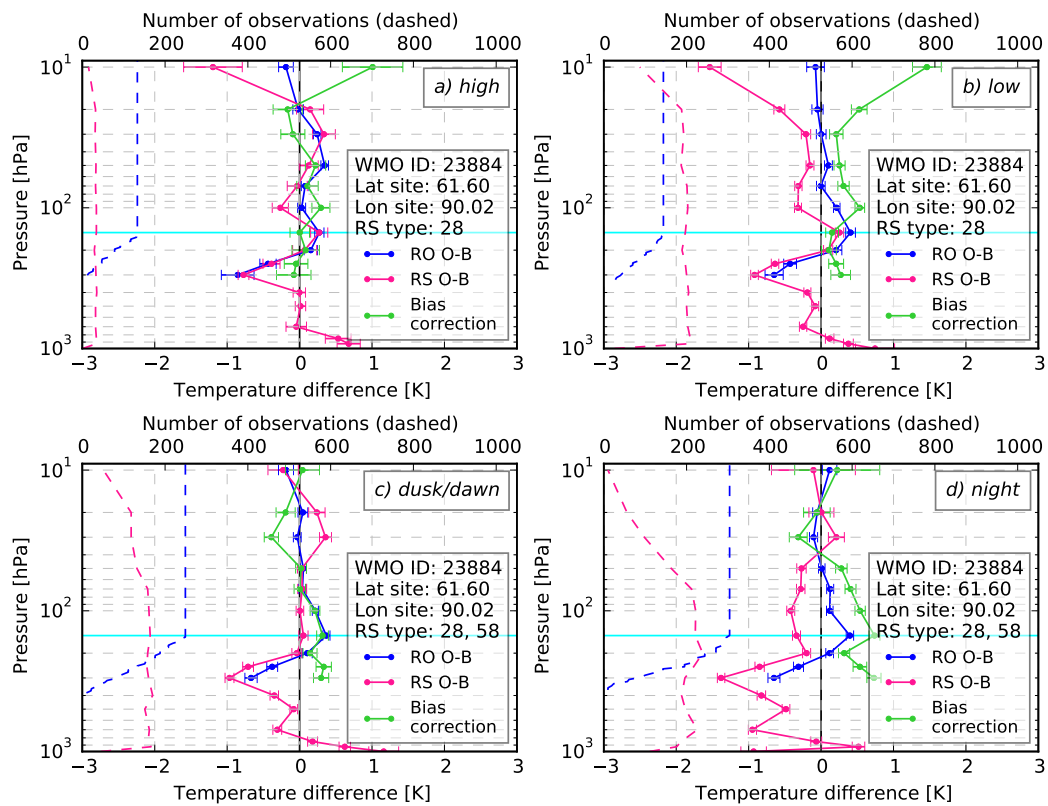 Number of observations (dashed)
0 200 400 600 800 1000
10¹
10²
10³
Pressure [hPa]
a) high
WMO ID: 23884
Lat site: 61.60
Lon site: 90.02
RS type: 28
RO O-B
RS O-B
Bias
correction
−3 −2 −1 0 1 2 3
Temperature difference [K]
Number of observations (dashed)
0 200 400 600 800 1000
10¹
10²
10³
Pressure [hPa]
b) low
WMO ID: 23884
Lat site: 61.60
Lon site: 90.02
RS type: 28
RO O-B
RS O-B
Bias
correction
−3 −2 −1 0 1 2 3
Temperature difference [K]
Number of observations (dashed)
0 200 400 600 800 1000
10¹
10²
10³
Pressure [hPa]
c) dusk/dawn
WMO ID: 23884
Lat site: 61.60
Lon site: 90.02
RS type: 28, 58
RO O-B
RS O-B
Bias
correction
−3 −2 −1 0 1 2 3
Temperature difference [K]
Number of observations (dashed)
0 200 400 600 800 1000
10¹
10²
10³
Pressure [hPa]
d) night
WMO ID: 23884
Lat site: 61.60
Lon site: 90.02
RS type: 28, 58
RO O-B
RS O-B
Bias
correction
−3 −2 −1 0 1 2 3
Temperature difference [K]